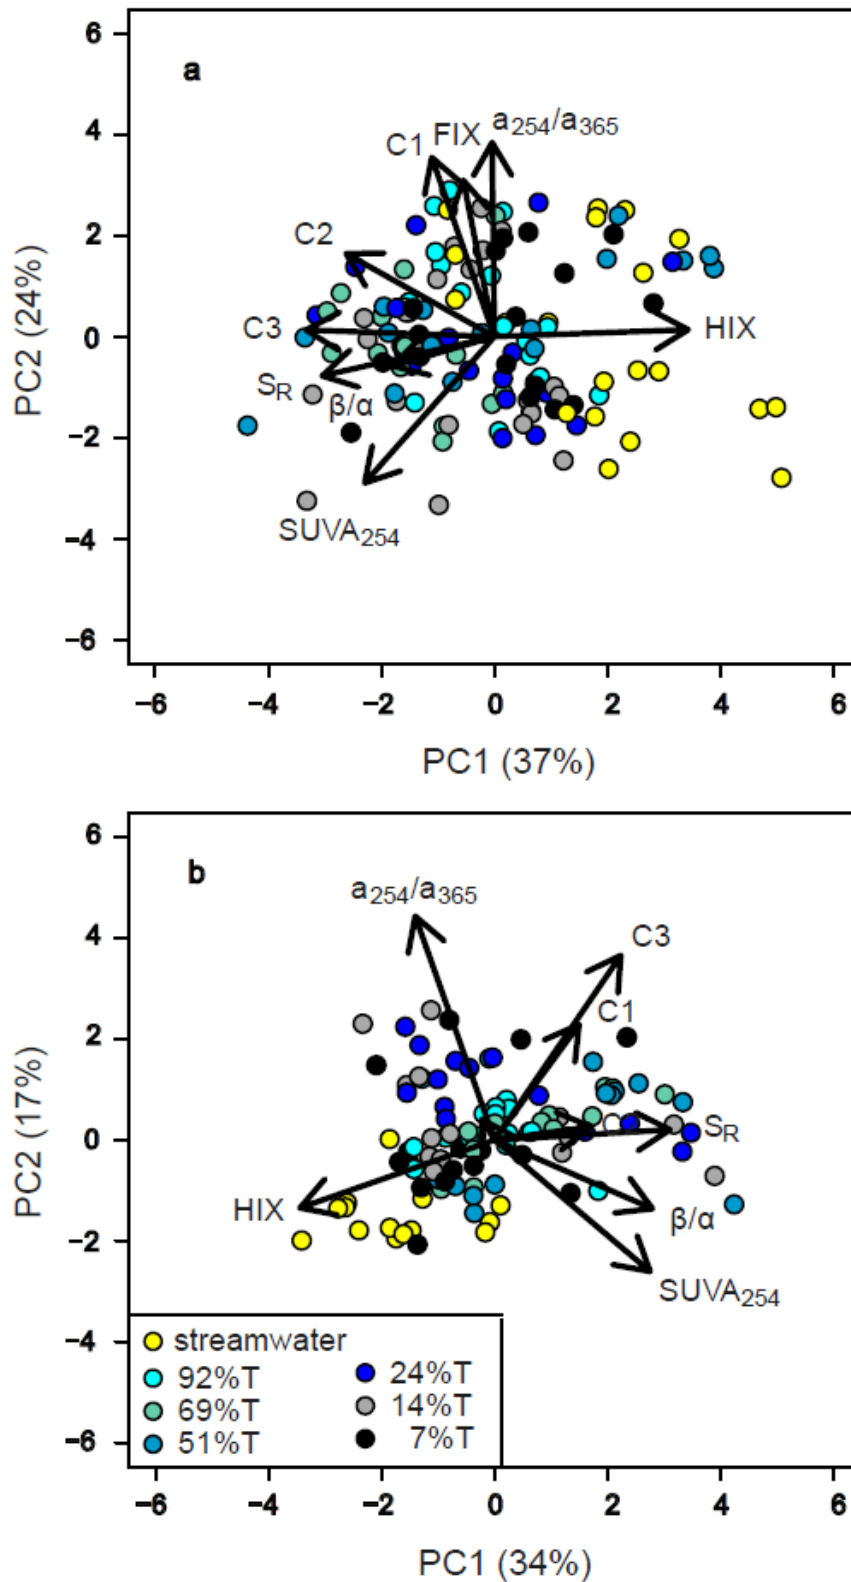 a
C1 FIX a254/a365
C2
C3
HIX
SR
β/α
SUVA254
PC2 (24%)
6
4
2
0
−2
−4
−6
−6 −4 −2 0 2 4 6
PC1 (37%)
b
a254/a365
C3
C1
SR
HIX
β/α
SUVA254
PC2 (17%)
6
4
2
0
−2
−4
−6
streamwater
92%T 24%T
69%T 14%T
51%T 7%T
−6 −4 −2 0 2 4 6
PC1 (34%)